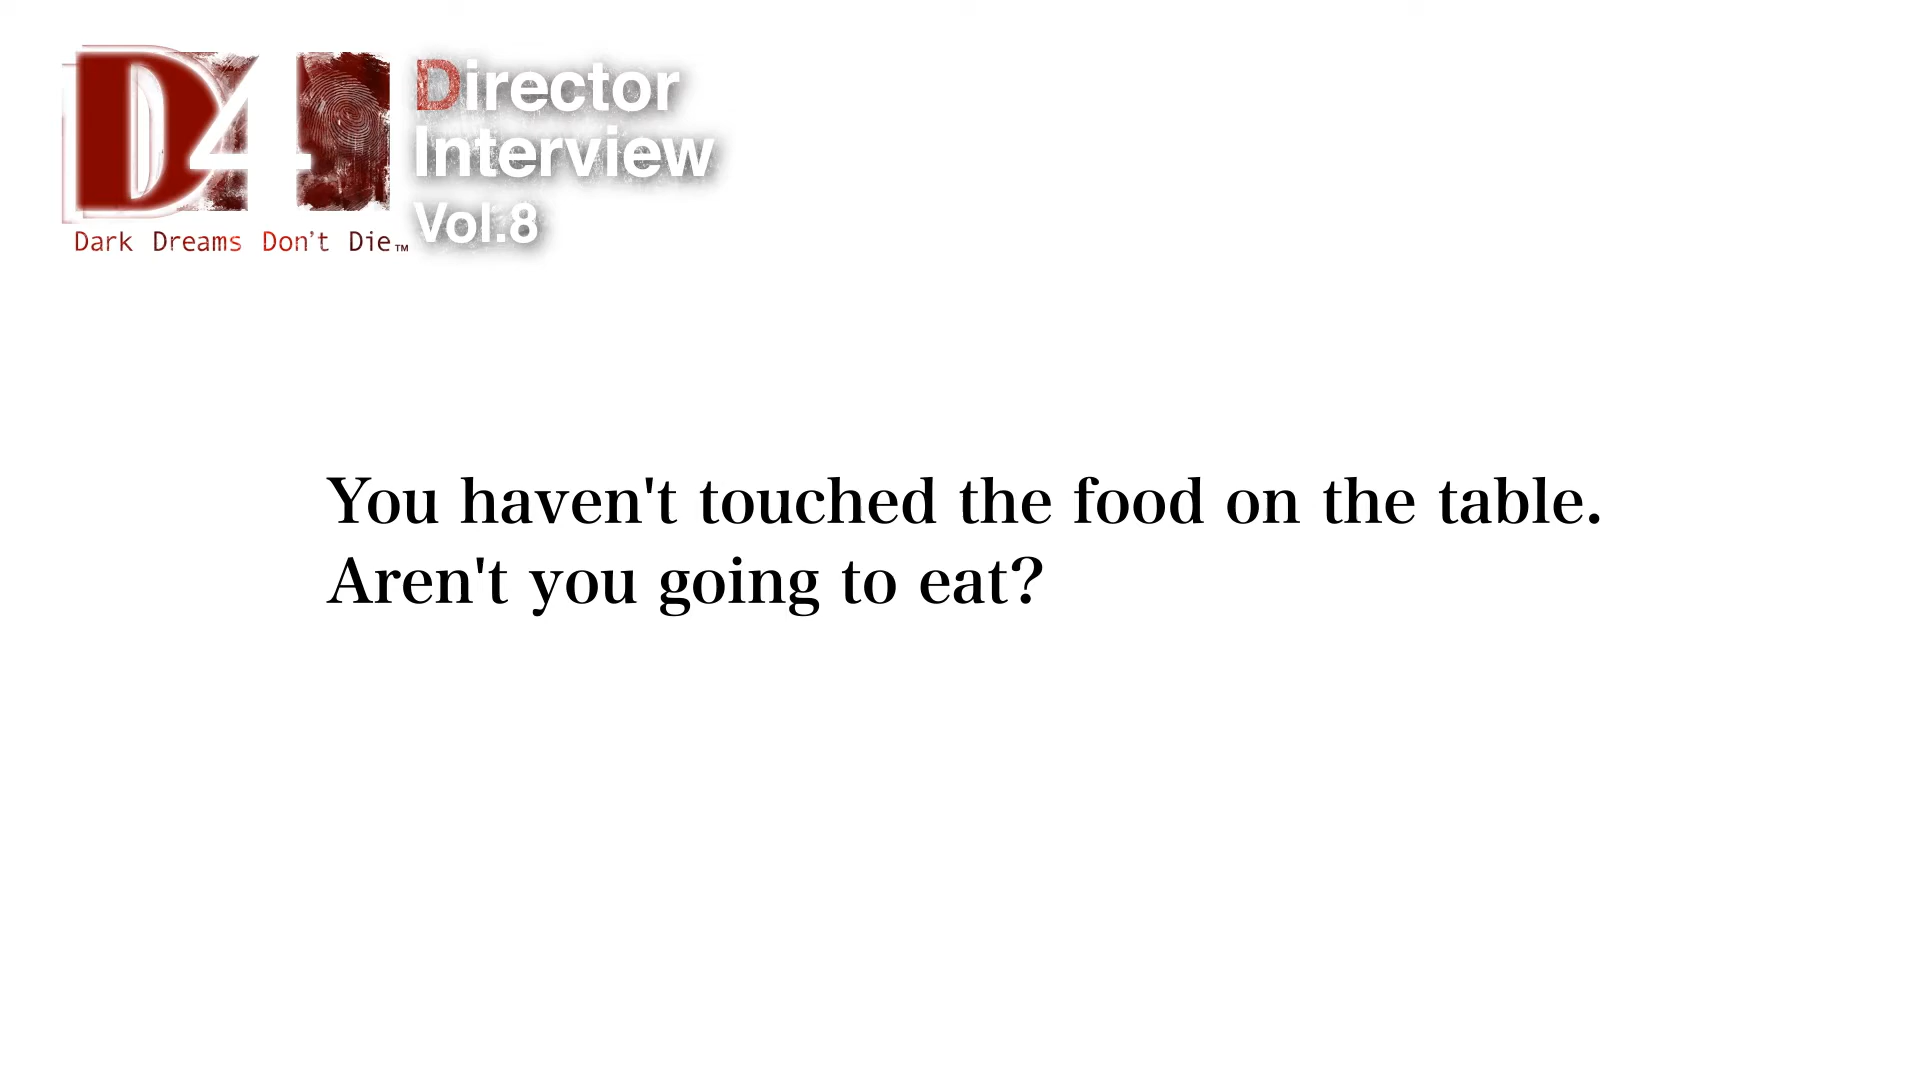 D4
Director
Interview
Vol.8
Dark Dreams Don't Die™
You haven't touched the food on the table.
Aren't you going to eat?